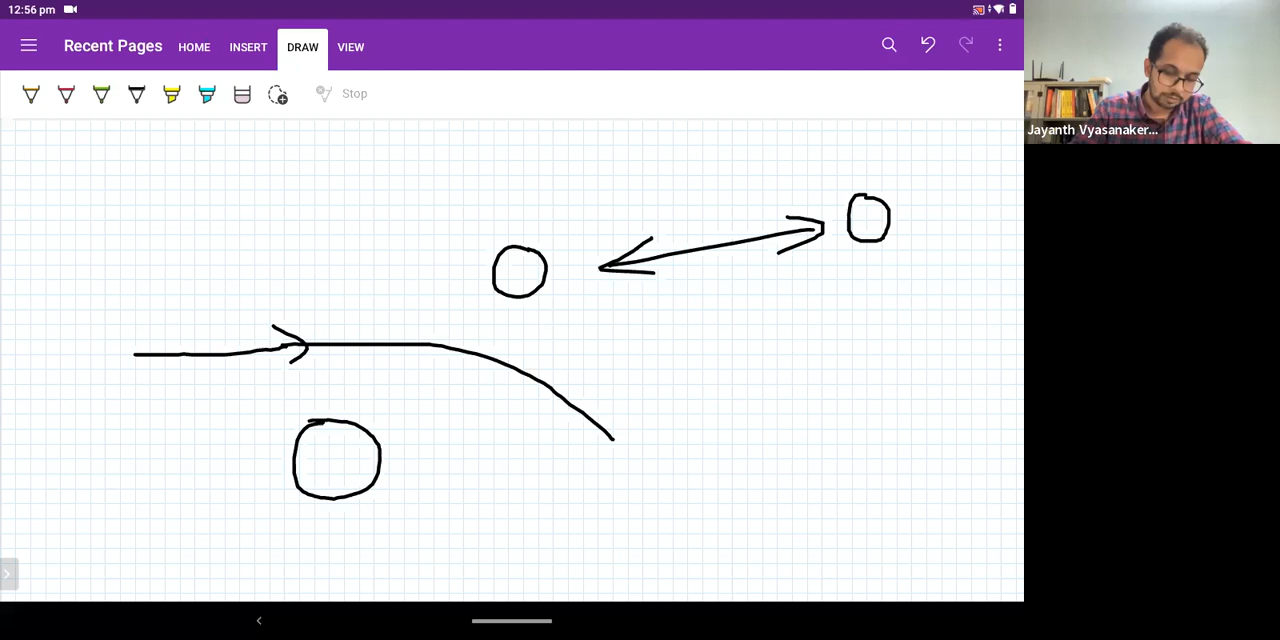 12:56 pm
Recent Pages HOME INSERT DRAW VIEW
Stop
Jayanth Vyasanaker...